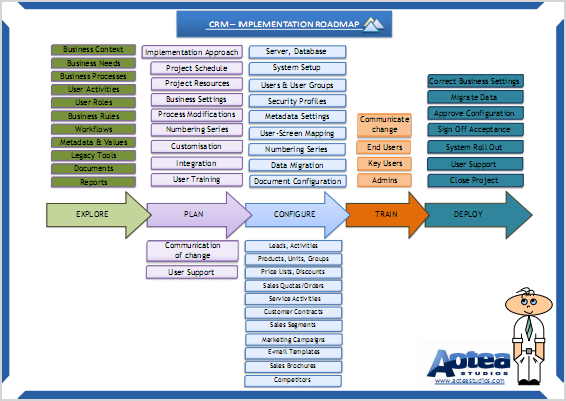 CRM – IMPLEMENTATION ROADMAP
Business Context
Business Needs
Business Processes
User Activities
User Roles
Business Rules
Workflows
Metadata & Values
Legacy Tools
Documents
Reports
Implementation Approach
Project Schedule
Project Resources
Business Settings
Process Modifications
Numbering Series
Customisation
Integration
User Training
Server, Database
System Setup
Users & User Groups
Security Profiles
Metadata Settings
User-Screen Mapping
Numbering Series
Data Migration
Document Configuration
Communicate
change
End Users
Key Users
Admins
Correct Business Settings
Migrate Data
Approve Configuration
Sign Off Acceptance
System Roll Out
User Support
Close Project
EXPLORE
PLAN
CONFIGURE
TRAIN
DEPLOY
Communication
of change
User Support
Leads, Activities
Products, Units, Groups
Price Lists, Discounts
Sales Quotas/Orders
Service Activities
Customer Contracts
Sales Segments
Marketing Campaigns
E-mail Templates
Sales Brochures
Competitors
Aotea
STUDIOS
www.aoteastudios.com